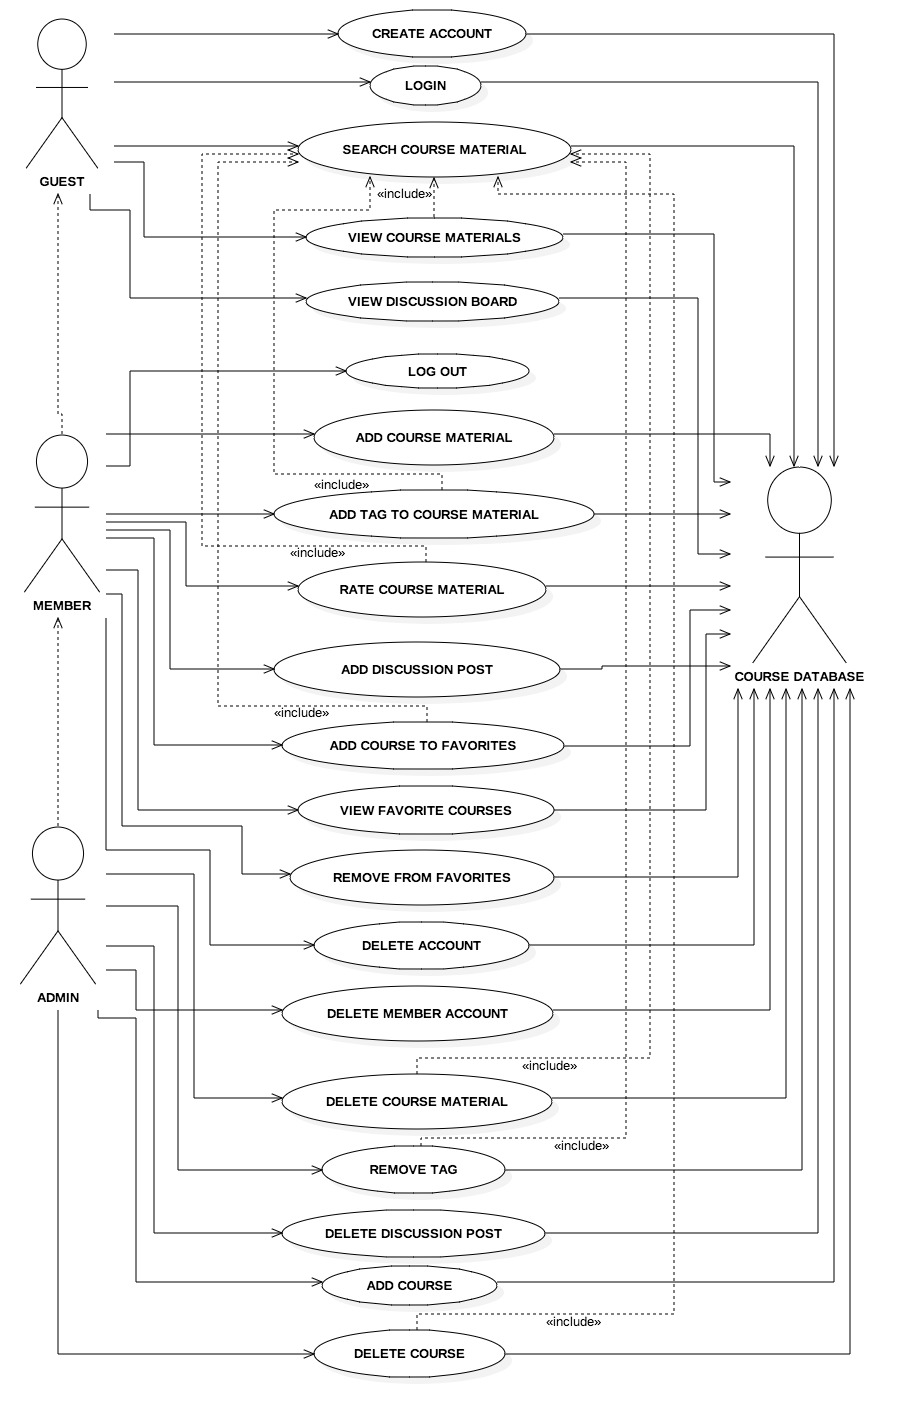 CREATE ACCOUNT
LOGIN
SEARCH COURSE MATERIAL
GUEST
«include»
VIEW COURSE MATERIALS
VIEW DISCUSSION BOARD
LOG OUT
ADD COURSE MATERIAL
«include»
ADD TAG TO COURSE MATERIAL
«include»
RATE COURSE MATERIAL
MEMBER
ADD DISCUSSION POST
COURSE DATABASE
«include»
ADD COURSE TO FAVORITES
VIEW FAVORITE COURSES
REMOVE FROM FAVORITES
DELETE ACCOUNT
ADMIN
DELETE MEMBER ACCOUNT
«include»
DELETE COURSE MATERIAL
«include»
REMOVE TAG
DELETE DISCUSSION POST
ADD COURSE
«include»
DELETE COURSE